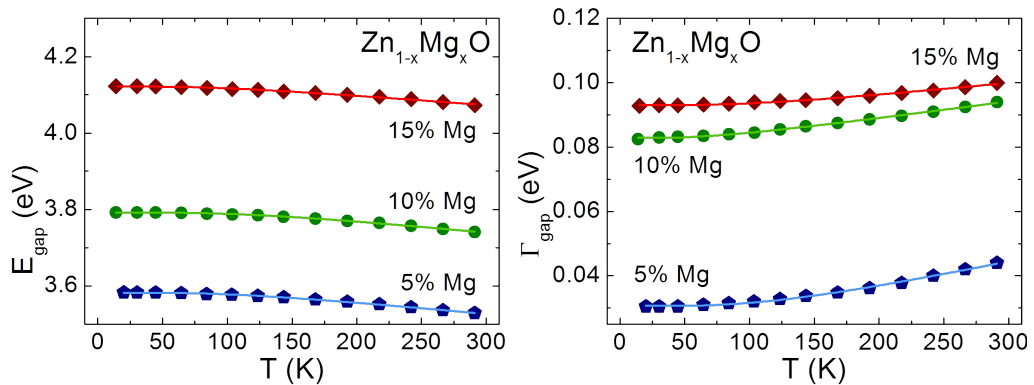 Zn1-xMgxO
4.2
4.0
3.8
3.6
Egap (eV)
15% Mg
10% Mg
5% Mg
0 50 100 150 200 250 300
T (K)
Zn1-xMgxO
0.12
0.10
0.08
0.06
0.04
Γgap (eV)
15% Mg
10% Mg
5% Mg
0 50 100 150 200 250 300
T (K)